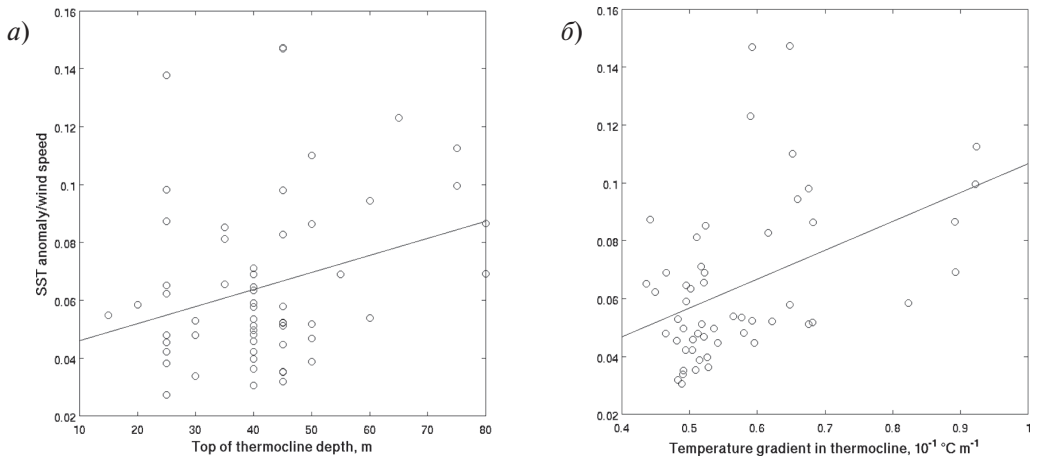 а)
SST anomaly/wind speed
0.16
0.14
0.12
0.1
0.08
0.06
0.04
0.02
10 20 30 40 50 60 70 80
Top of thermocline depth, m
б)
0.16
0.14
0.12
0.1
0.08
0.06
0.04
0.02
0.4 0.5 0.6 0.7 0.8 0.9 1
Temperature gradient in thermocline, 10⁻¹ °C m⁻¹